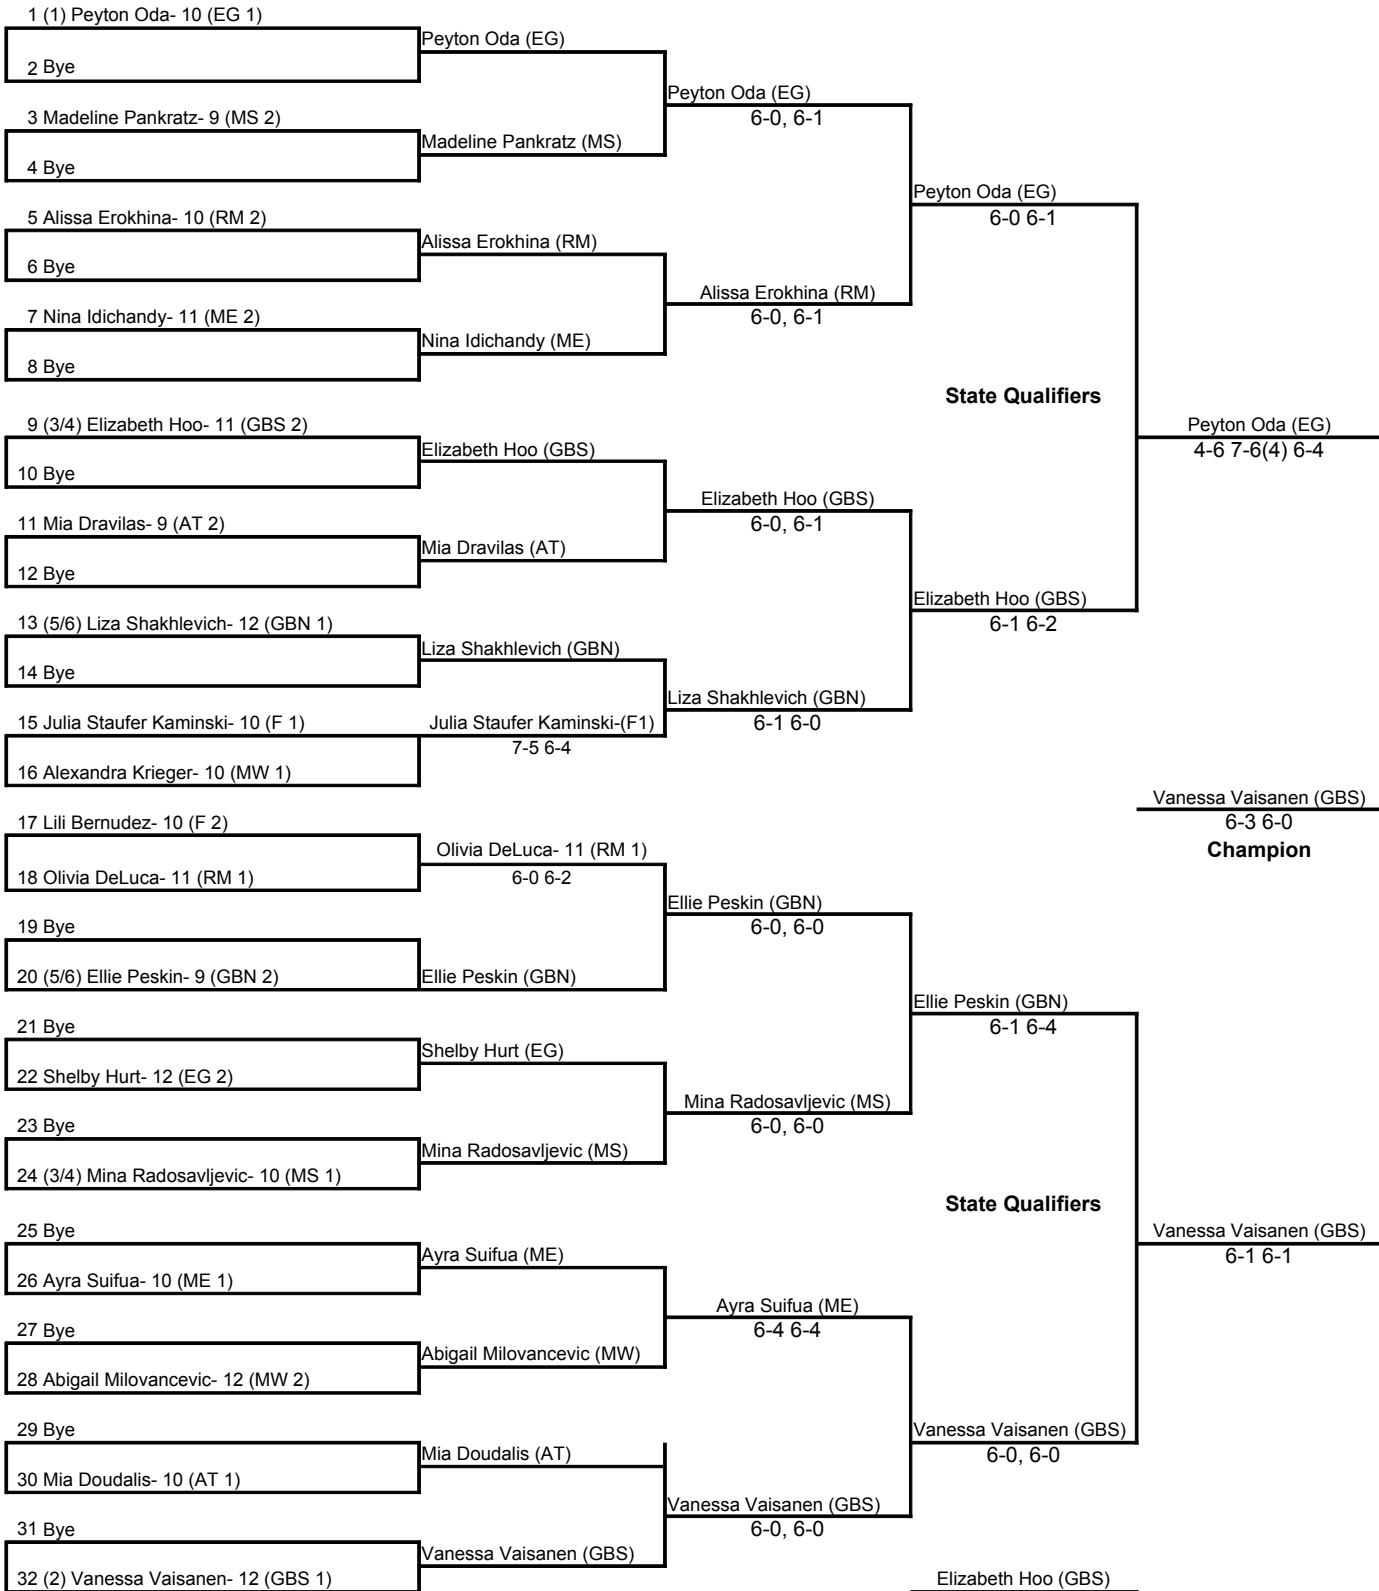 1 (1) Peyton Oda- 10 (EG 1)
2 Bye
3 Madeline Pankratz- 9 (MS 2)
4 Bye
5 Alissa Erokhina- 10 (RM 2)
6 Bye
7 Nina Idichandy- 11 (ME 2)
8 Bye
9 (3/4) Elizabeth Hoo- 11 (GBS 2)
10 Bye
11 Mia Dravilas- 9 (AT 2)
12 Bye
13 (5/6) Liza Shakhlevich- 12 (GBN 1)
14 Bye
15 Julia Staufer Kaminski- 10 (F 1)
16 Alexandra Krieger- 10 (MW 1)
17 Lili Bernudez- 10 (F 2)
18 Olivia DeLuca- 11 (RM 1)
19 Bye
20 (5/6) Ellie Peskin- 9 (GBN 2)
21 Bye
22 Shelby Hurt- 12 (EG 2)
23 Bye
24 (3/4) Mina Radosavljevic- 10 (MS 1)
25 Bye
26 Ayra Suifua- 10 (ME 1)
27 Bye
28 Abigail Milovancevic- 12 (MW 2)
29 Bye
30 Mia Doudalis- 10 (AT 1)
31 Bye
32 (2) Vanessa Vaisanen- 12 (GBS 1)
Peyton Oda (EG)
Madeline Pankratz (MS)
Alissa Erokhina (RM)
Nina Idichandy (ME)
Elizabeth Hoo (GBS)
Mia Dravilas (AT)
Liza Shakhlevich (GBN)
Julia Staufer Kaminski-(F1)
7-5 6-4
Olivia DeLuca- 11 (RM 1)
6-0 6-2
Ellie Peskin (GBN)
Shelby Hurt (EG)
Mina Radosavljevic (MS)
Ayra Suifua (ME)
Abigail Milovancevic (MW)
Mia Doudalis (AT)
Vanessa Vaisanen (GBS)
Peyton Oda (EG)
6-0, 6-1
Alissa Erokhina (RM)
6-0, 6-1
Elizabeth Hoo (GBS)
6-0, 6-1
Liza Shakhlevich (GBN)
6-1 6-0
Ellie Peskin (GBN)
6-0, 6-0
Mina Radosavljevic (MS)
6-0, 6-0
Ayra Suifua (ME)
6-4 6-4
Vanessa Vaisanen (GBS)
6-0, 6-0
Peyton Oda (EG)
6-0 6-1
State Qualifiers
Elizabeth Hoo (GBS)
6-1 6-2
Ellie Peskin (GBN)
6-1 6-4
State Qualifiers
Vanessa Vaisanen (GBS)
6-0, 6-0
Elizabeth Hoo (GBS)
Peyton Oda (EG)
4-6 7-6(4) 6-4
Vanessa Vaisanen (GBS)
6-3 6-0
Champion
Vanessa Vaisanen (GBS)
6-1 6-1